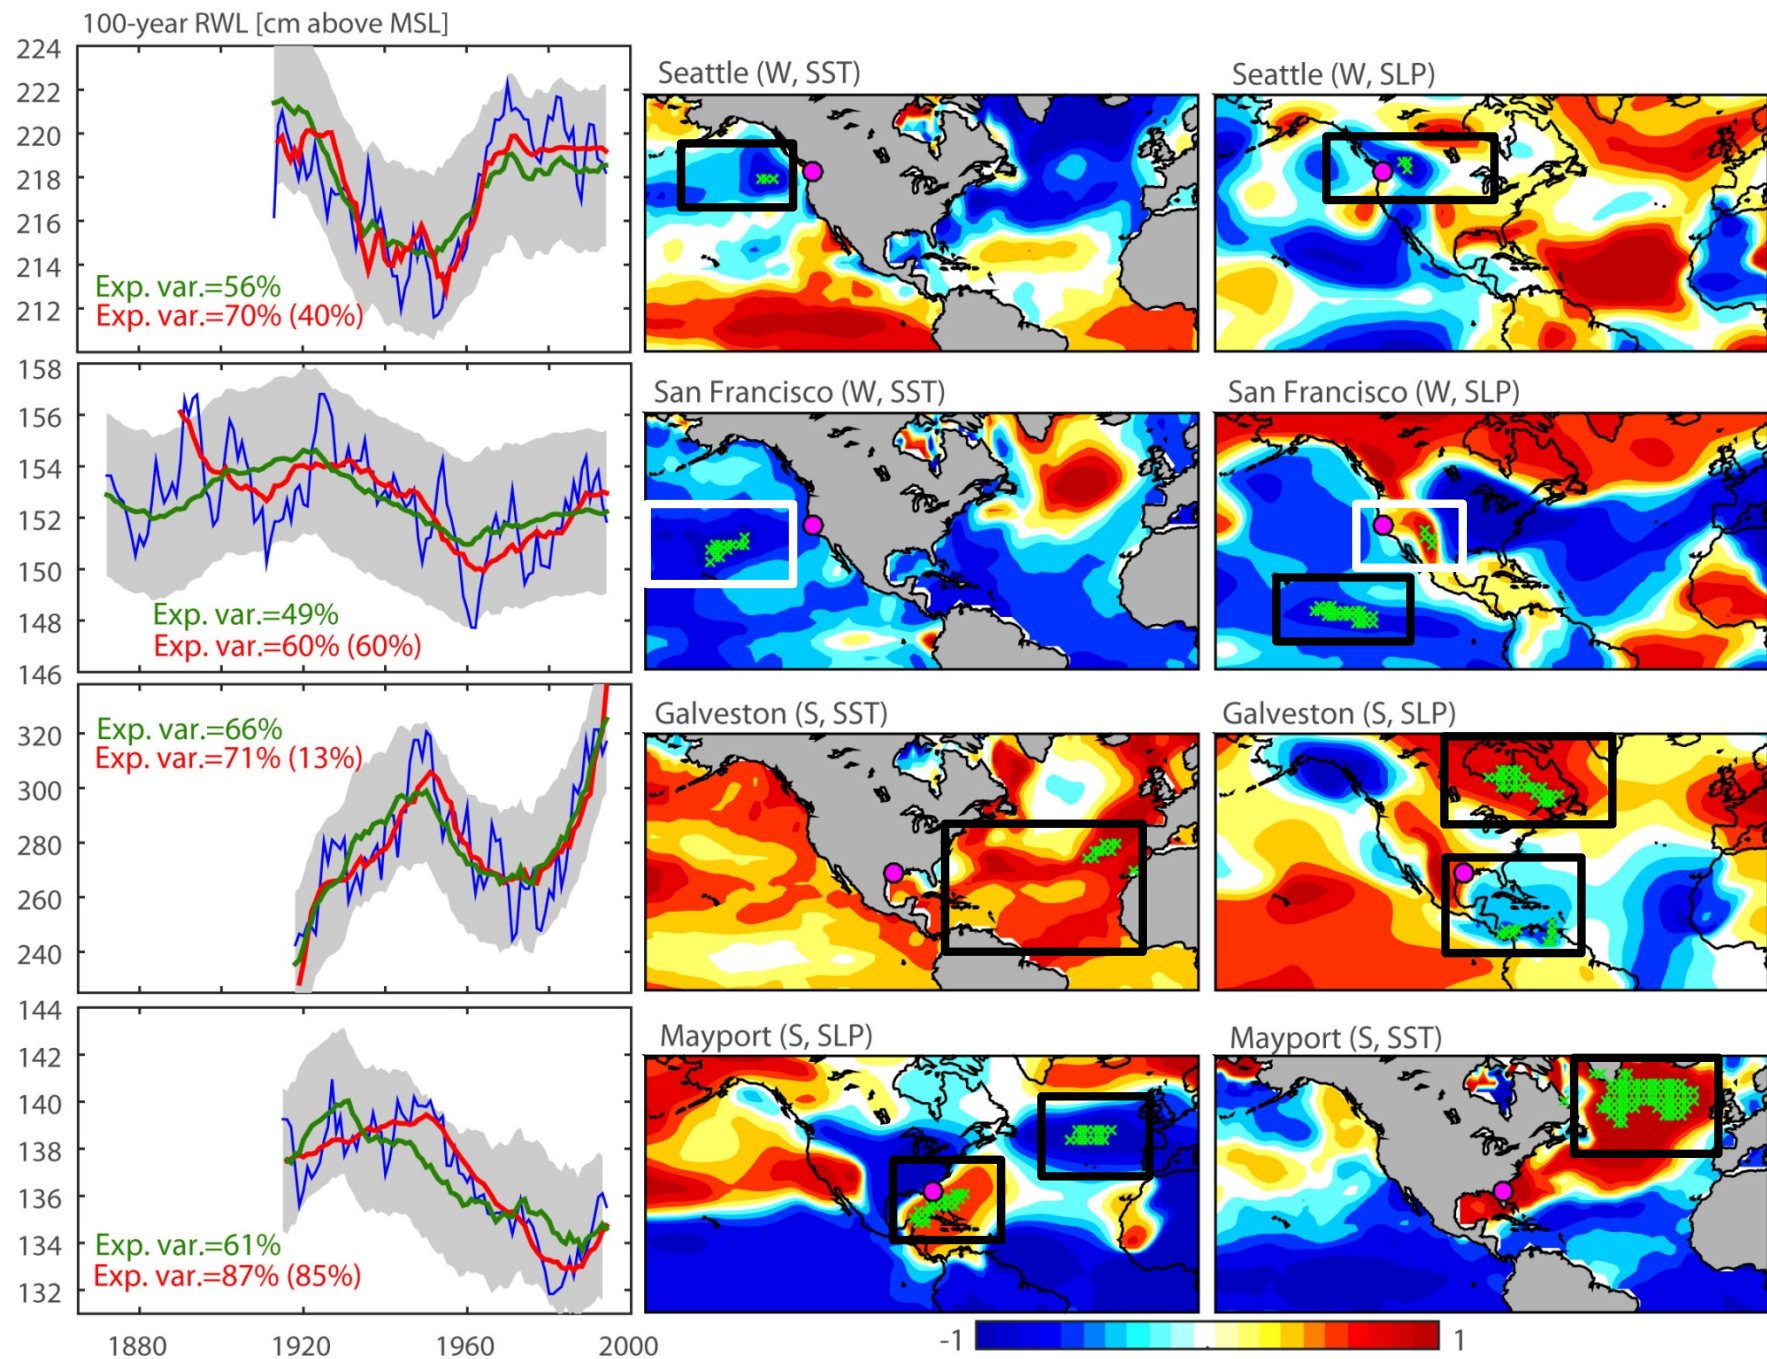 100-year RWL [cm above MSL]
224
222
220
218
216
214
212
Exp. var.=56%
Exp. var.=70% (40%)
Seattle (W, SST)
Seattle (W, SLP)
158
156
154
152
150
148
146
Exp. var.=49%
Exp. var.=60% (60%)
San Francisco (W, SST)
San Francisco (W, SLP)
320
300
280
260
240
Exp. var.=66%
Exp. var.=71% (13%)
Galveston (S, SST)
Galveston (S, SLP)
144
142
140
138
136
134
132
Exp. var.=61%
Exp. var.=87% (85%)
Mayport (S, SLP)
Mayport (S, SST)
1880 1920 1960 2000
-1 1